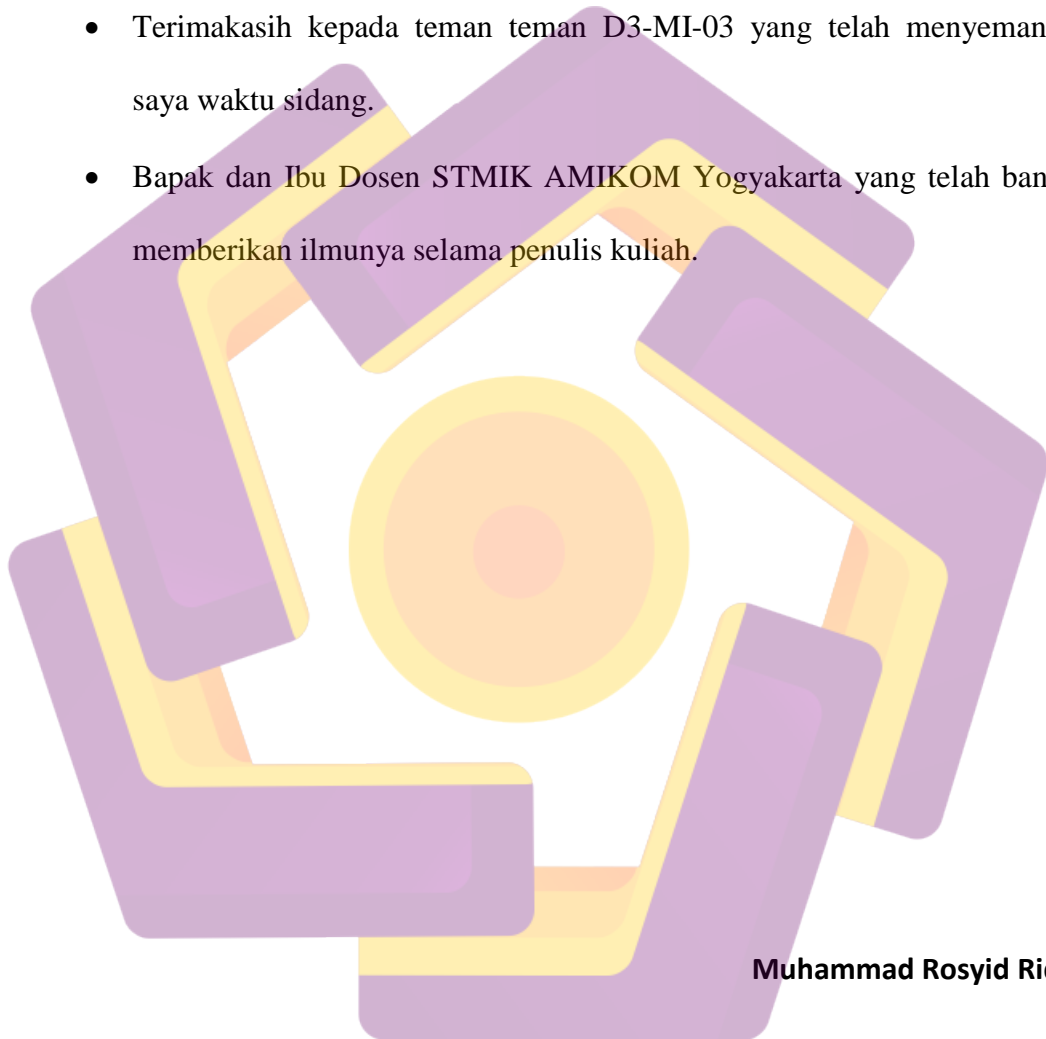 • Terimakasih kepada teman teman D3-MI-03 yang telah menyeman
saya waktu sidang.
• Bapak dan Ibu Dosen STMIK AMIKOM Yogyakarta yang telah ban
memberikan ilmunya selama penulis kuliah.
Muhammad Rosyid